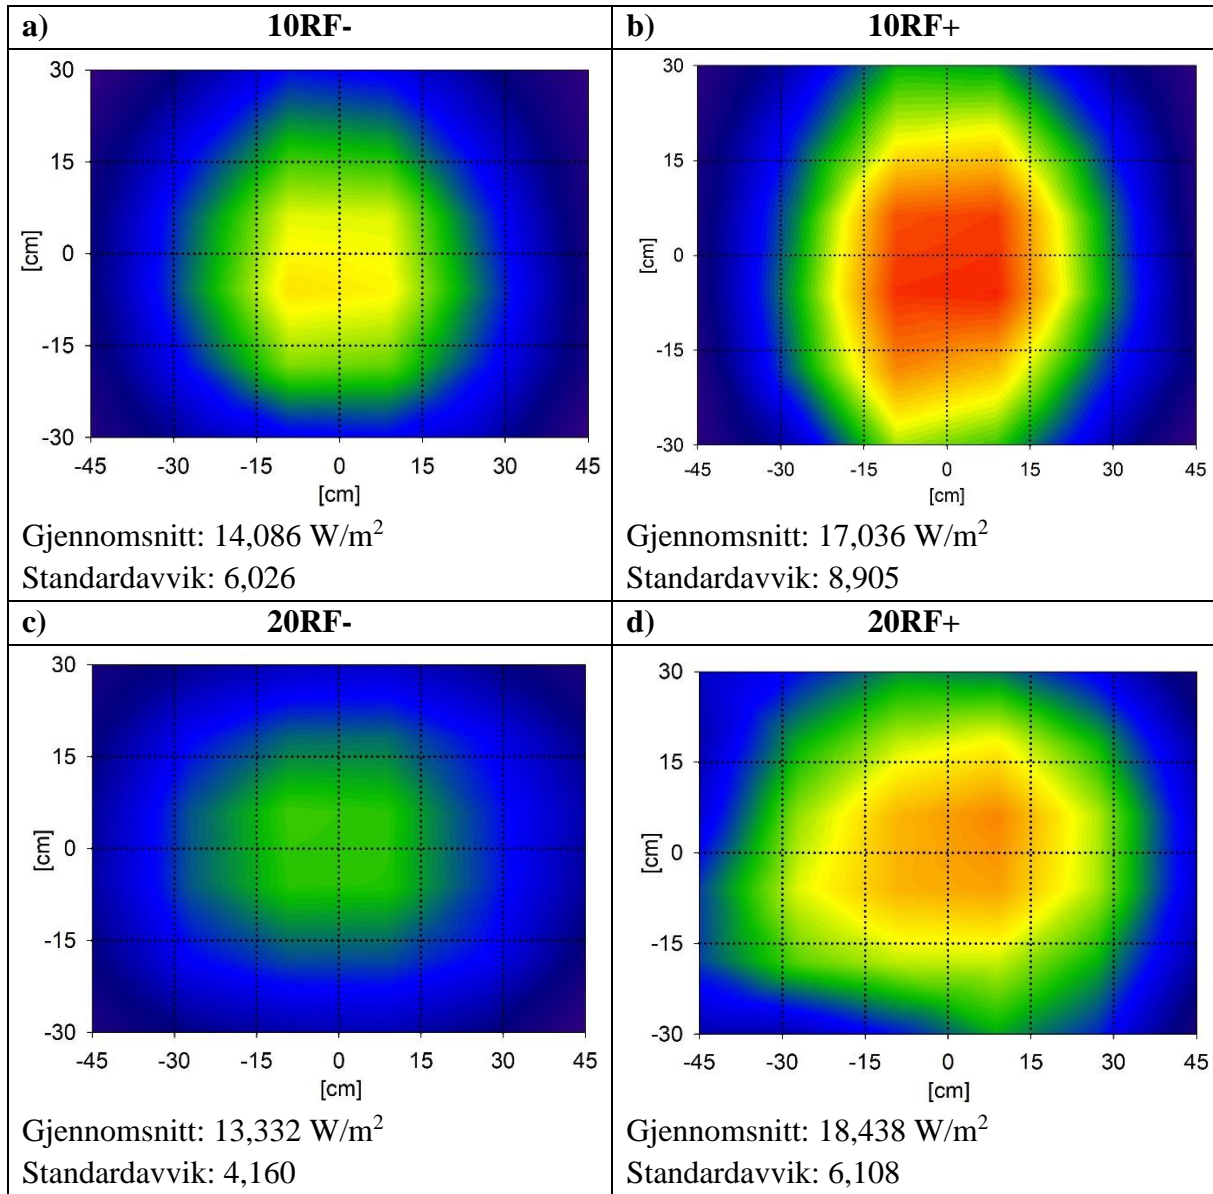 a) 10RF-
b) 10RF+
30
15
0
-15
-30
[cm]
-45 -30 -15 0 15 30 45
[cm]
30
15
0
-15
-30
[cm]
-45 -30 -15 0 15 30 45
[cm]
Gjennomsnitt: 14,086 W/m²
Standardavvik: 6,026
Gjennomsnitt: 17,036 W/m²
Standardavvik: 8,905
c) 20RF-
d) 20RF+
30
15
0
-15
-30
[cm]
-45 -30 -15 0 15 30 45
[cm]
30
15
0
-15
-30
[cm]
-45 -30 -15 0 15 30 45
[cm]
Gjennomsnitt: 13,332 W/m²
Standardavvik: 4,160
Gjennomsnitt: 18,438 W/m²
Standardavvik: 6,108